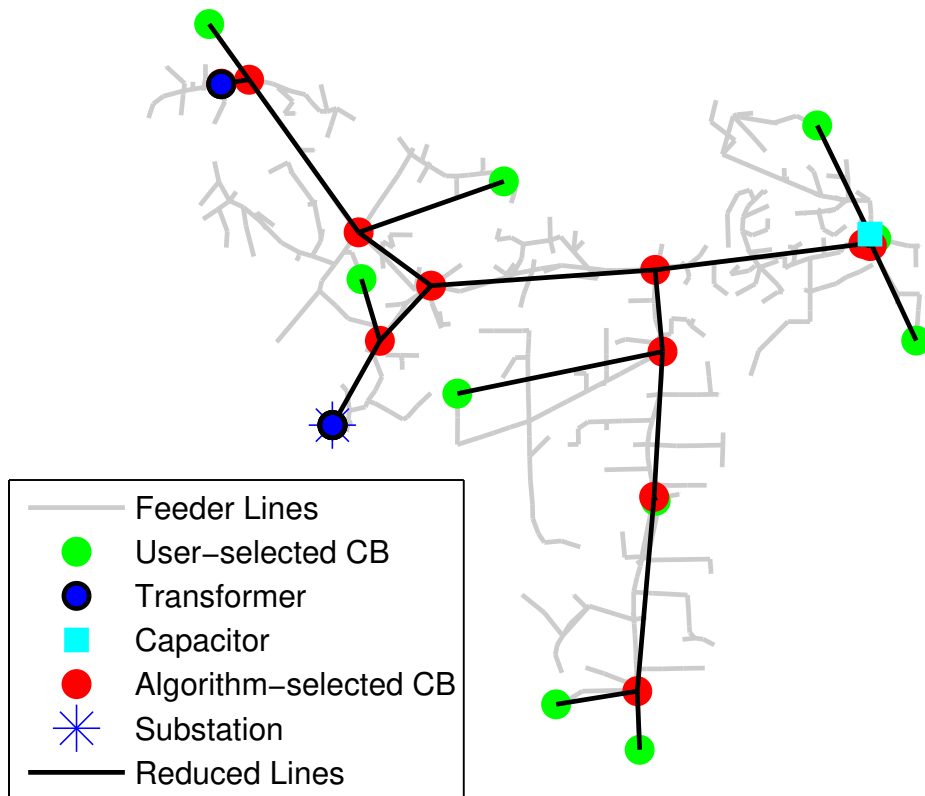 Feeder Lines
User−selected CB
Transformer
Capacitor
Algorithm−selected CB
Substation
Reduced Lines